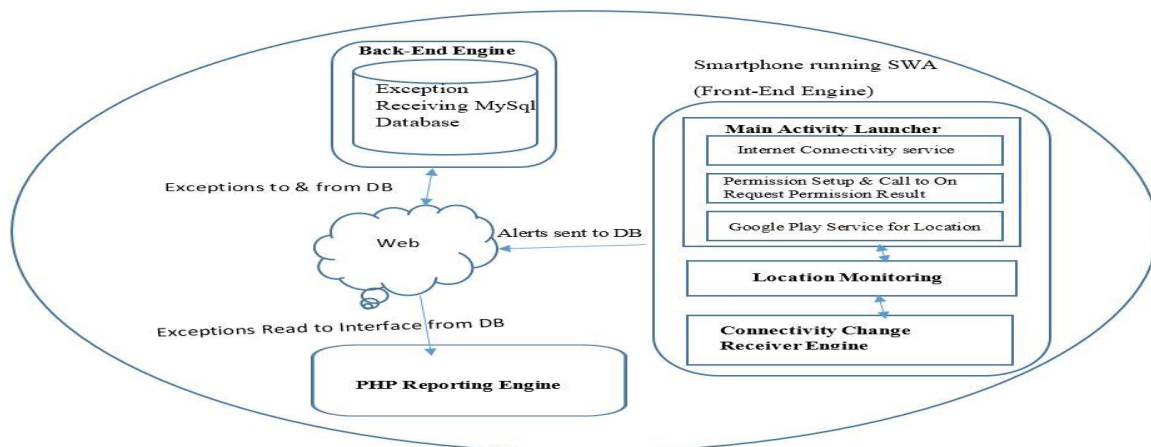 Back-End Engine
Exception
Receiving MySql
Database
Smartphone running SWA
(Front-End Engine)
Main Activity Launcher
Internet Connectivity service
Permission Setup & Call to On
Request Permission Result
Google Play Service for Location
Exceptions to & from DB
Web
Alerts sent to DB
Location Monitoring
Exceptions Read to Interface from DB
Connectivity Change
Receiver Engine
PHP Reporting Engine